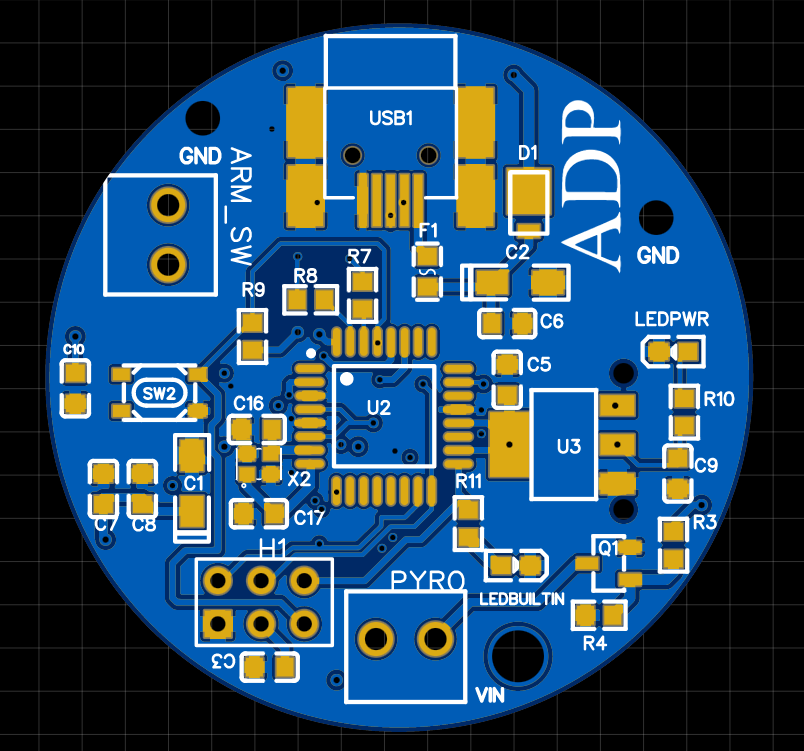 USB1
D1
ADP
GND
ARM_SW
F1
C2
GND
R7
R8
R9
C6
LEDPWR
C10
C5
SW2
U2
R10
C16
U3
X2
C9
C1
R11
C17
C7
C8
R3
H1
Q1
PYRO
LEDBUILTIN
R4
C3
VIN